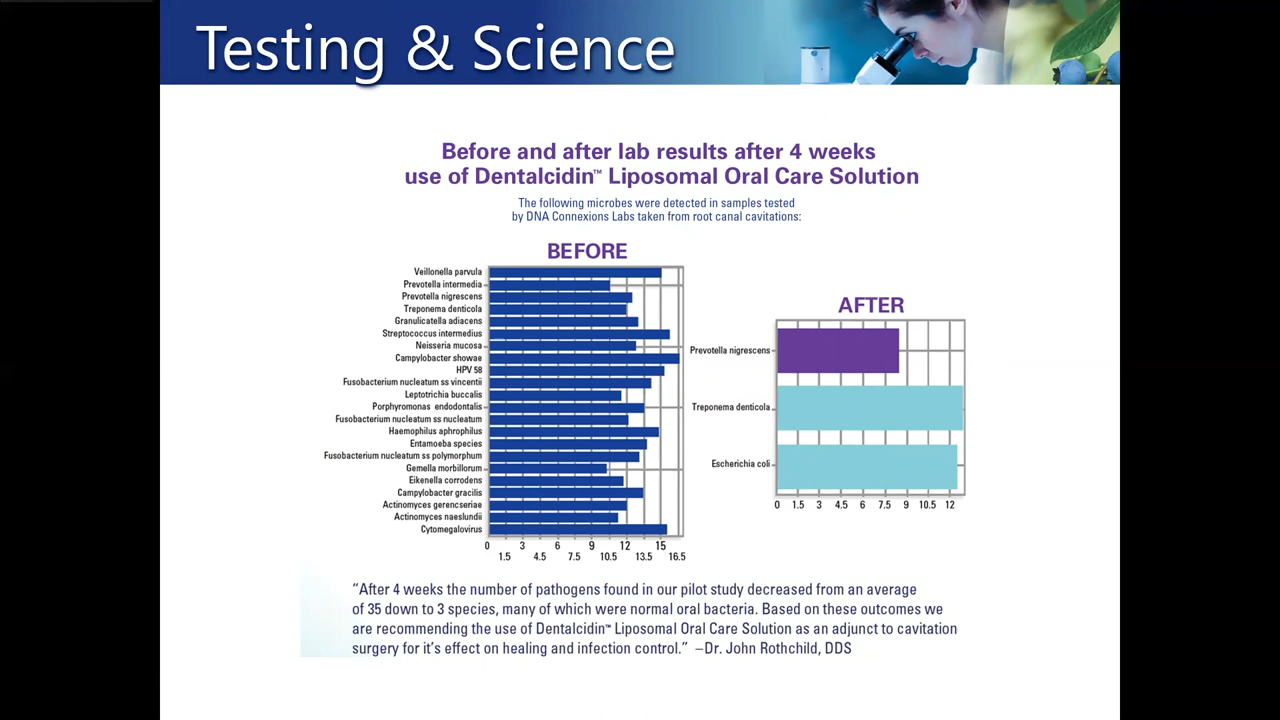 Testing & Science
Before and after lab results after 4 weeks
use of Dentalcidin™ Liposomal Oral Care Solution
The following microbes were detected in samples tested
by DNA Connexions Labs taken from root canal cavitations:
BEFORE
Veillonella parvula
Prevotella intermedia
Prevotella nigrescens
Treponema denticola
Granulicatella adiacens
Streptococcus intermedius
Neisseria mucosa
Campylobacter showae
HPV 58
Fusobacterium nucleatum ss vincentii
Leptotrichia buccalis
Porphyromonas endodontalis
Fusobacterium nucleatum ss nucleatum
Haemophilus aphrophilus
Entamoeba species
Fusobacterium nucleatum ss polymorphum
Gemella morbillorum
Eikenella corrodens
Campylobacter gracilis
Actinomyces gerencseriae
Actinomyces naeslundii
Cytomegalovirus
0 3 6 9 12 15
1.5 4.5 7.5 10.5 13.5 16.5
AFTER
Prevotella nigrescens
Treponema denticola
Escherichia coli
0 1.5 3 4.5 6 7.5 9 10.5 12
“After 4 weeks the number of pathogens found in our pilot study decreased from an average
of 35 down to 3 species, many of which were normal oral bacteria. Based on these outcomes we
are recommending the use of Dentalcidin™ Liposomal Oral Care Solution as an adjunct to cavitation
surgery for it’s effect on healing and infection control.” –Dr. John Rothchild, DDS